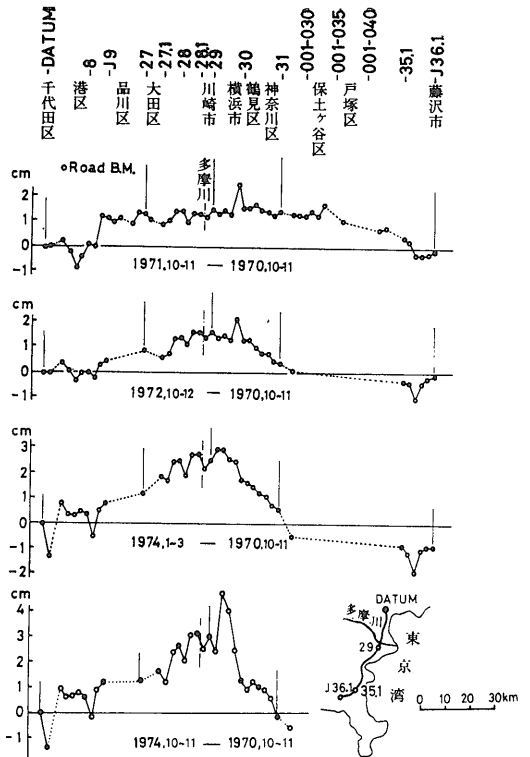 -DATUM
千代田区
港区
-8
-J9
品川区
-27
大田区
-27.1
-28
-28.1
川崎市
-29
横浜市
-30
鶴見区
神奈川区
-31
-001-030
保土ヶ谷区
-001-035
戸塚区
-001-040
-35.1
-J36.1
藤沢市
cm
○Road B.M.
多摩川
2
1
0
-1
1971,10-11 — 1970,10-11
cm
2
1
0
-1
1972,10-12 — 1970,10-11
cm
3
2
1
0
-1
-2
1974,1~3 — 1970,10-11
cm
4
3
2
1
0
-1
1974,10~11 — 1970,10~11
DATUM
多摩川
29
東京湾
J36.1
35.1
0 10 20 30km